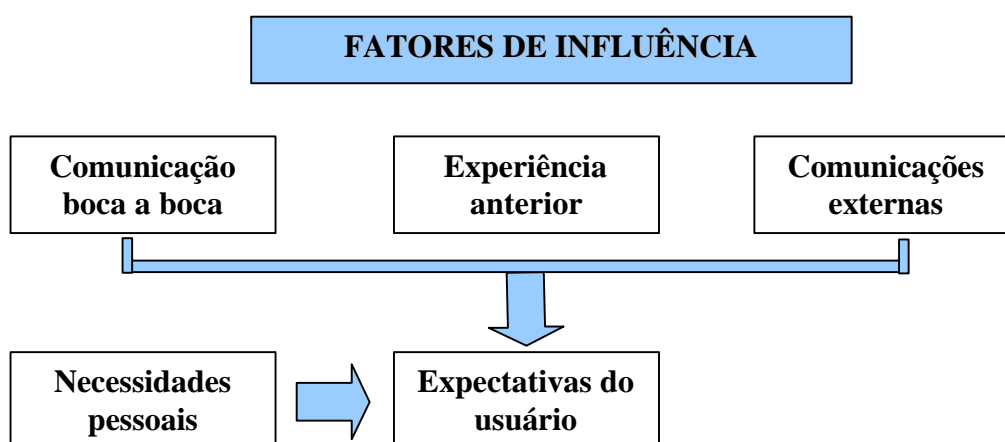 FATORES DE INFLUÊNCIA
Comunicação
boca a boca
Experiência
anterior
Comunicações
externas
Necessidades
pessoais
Expectativas do
usuário